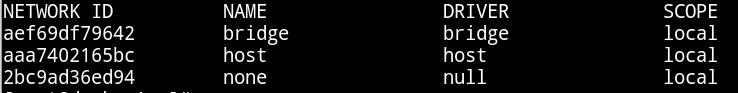 NETWORK ID NAME DRIVER SCOPE
aef69df79642 bridge bridge local
aaa7402165bc host host local
2bc9ad36ed94 none null local